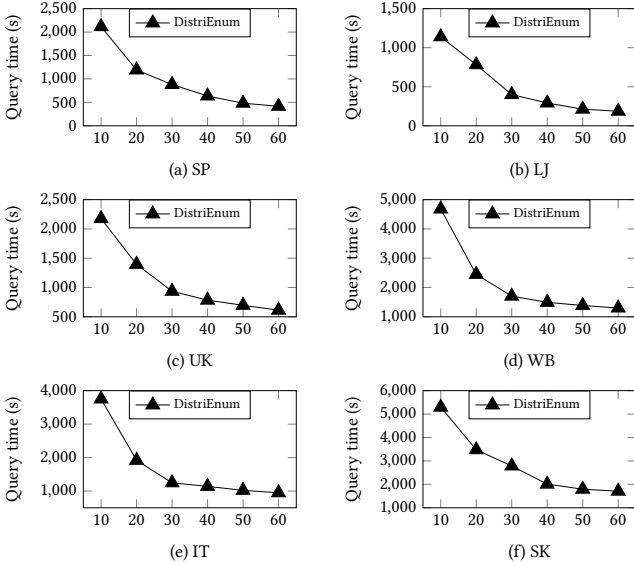 Query time (s)
2,500
2,000
1,500
1,000
500
0
DistriEnum
10 20 30 40 50 60
(a) SP
Query time (s)
1,500
1,000
500
0
DistriEnum
10 20 30 40 50 60
(b) LJ
Query time (s)
2,500
2,000
1,500
1,000
500
DistriEnum
10 20 30 40 50 60
(c) UK
Query time (s)
5,000
4,000
3,000
2,000
1,000
DistriEnum
10 20 30 40 50 60
(d) WB
Query time (s)
4,000
3,000
2,000
1,000
DistriEnum
10 20 30 40 50 60
(e) IT
Query time (s)
6,000
5,000
4,000
3,000
2,000
1,000
DistriEnum
10 20 30 40 50 60
(f) SK